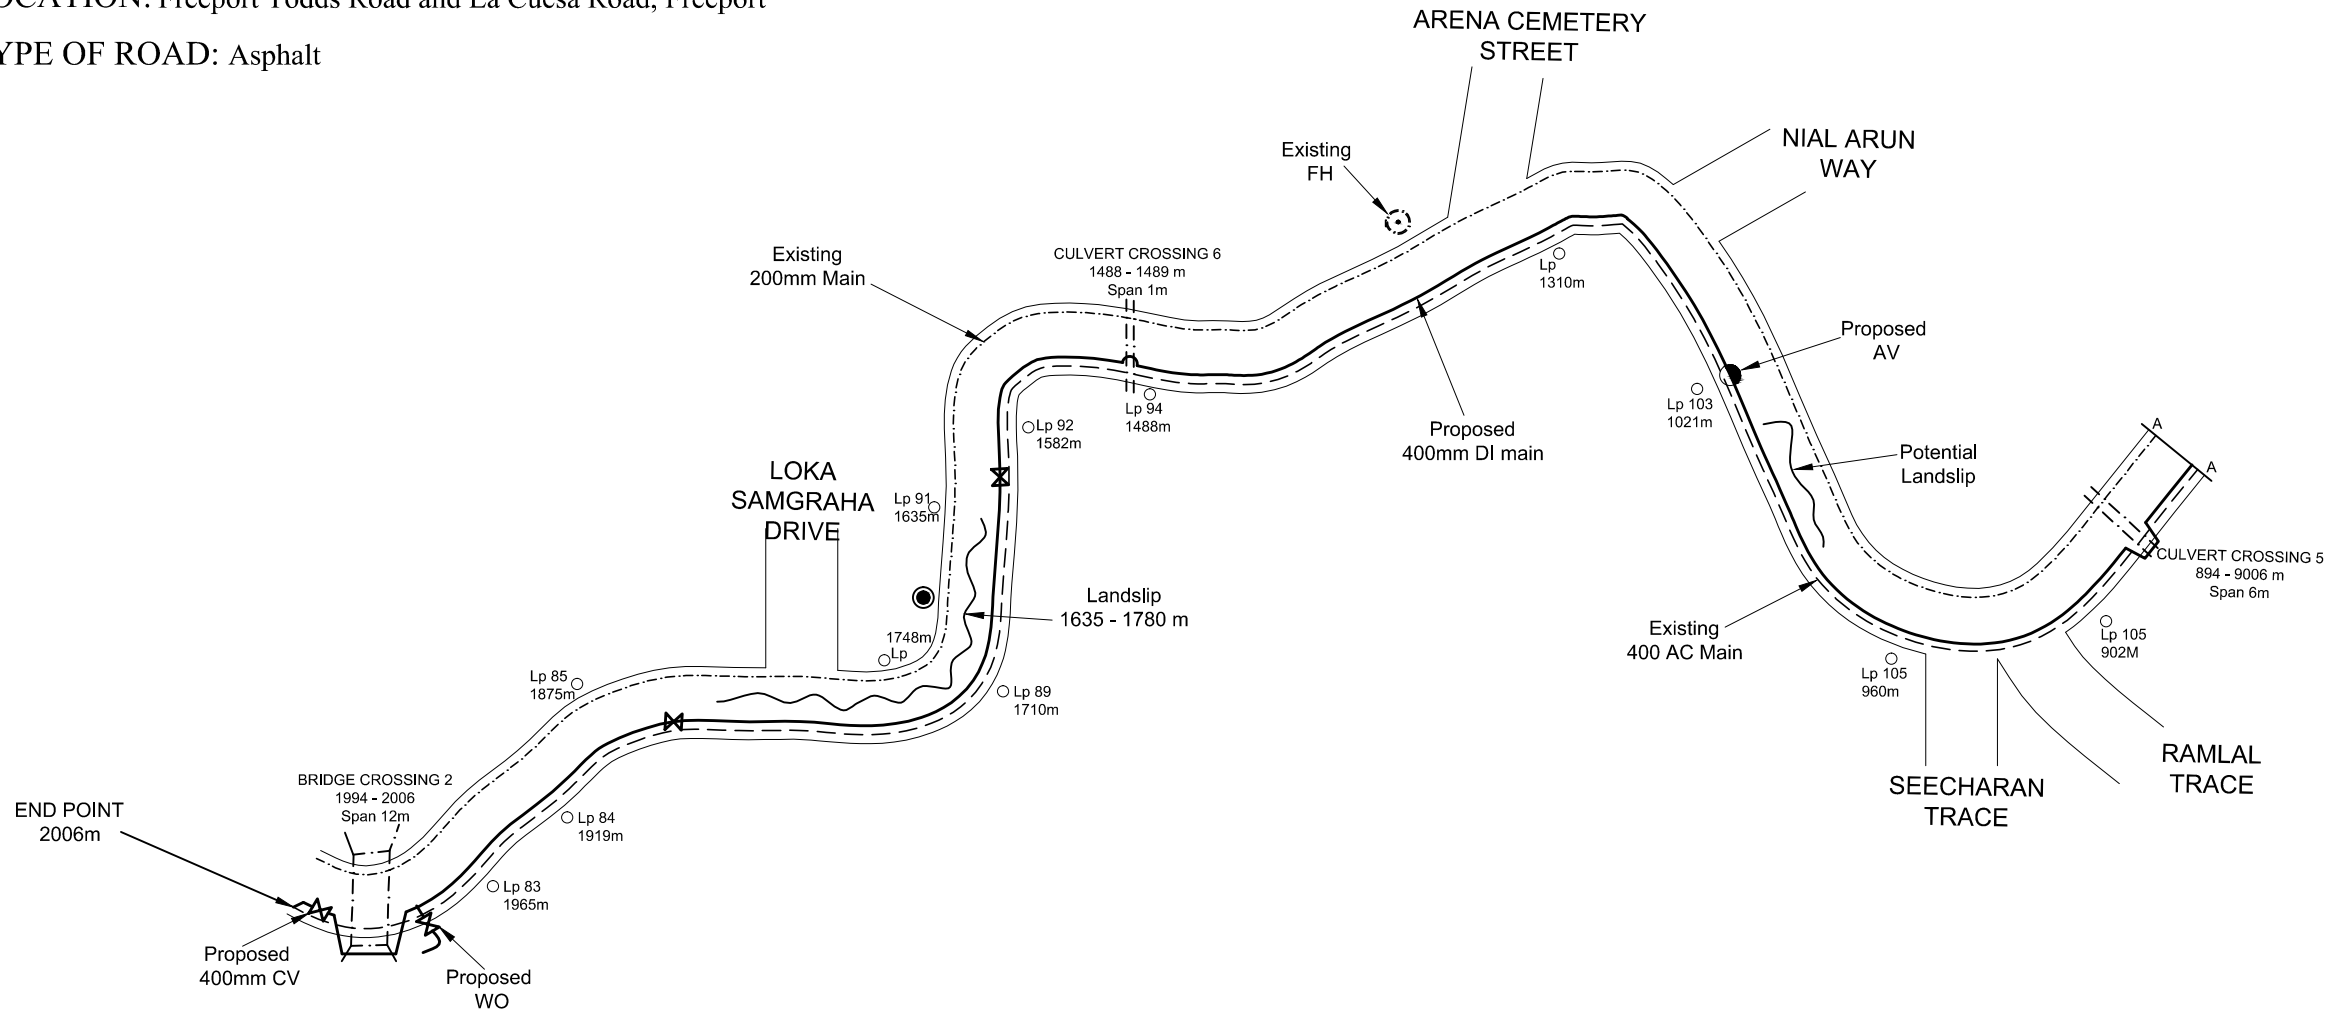 OCATION: Freeport Todds Road and La Cuesa Road, Freeport
YPE OF ROAD: Asphalt
ARENA CEMETERY
STREET
NIAL ARUN
WAY
Existing
FH
Existing
200mm Main
CULVERT CROSSING 6
1488 - 1489 m
Span 1m
Lp
1310m
Proposed
AV
Lp 103
1021m
Lp 94
1488m
Lp 92
1582m
Proposed
400mm DI main
Potential
Landslip
A
A
LOKA
SAMGRAHA
DRIVE
Lp 91
1635m
CULVERT CROSSING 5
894 - 9006 m
Span 6m
Landslip
1635 - 1780 m
Existing
400 AC Main
Lp 105
902M
1748m
Lp
Lp 105
960m
Lp 85
1875m
Lp 89
1710m
RAMLAL
TRACE
SEECHARAN
TRACE
BRIDGE CROSSING 2
1994 - 2006
Span 12m
END POINT
2006m
Lp 84
1919m
Lp 83
1965m
Proposed
400mm CV
Proposed
WO